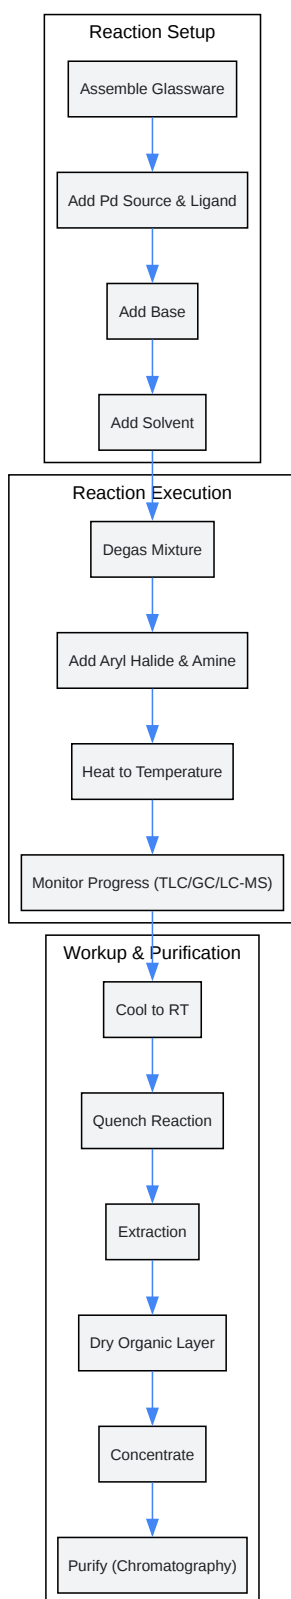 Reaction Setup
Assemble Glassware
Add Pd Source & Ligand
Add Base
Add Solvent
Reaction Execution
Degas Mixture
Add Aryl Halide & Amine
Heat to Temperature
Monitor Progress (TLC/GC/LC-MS)
Workup & Purification
Cool to RT
Quench Reaction
Extraction
Dry Organic Layer
Concentrate
Purify (Chromatography)